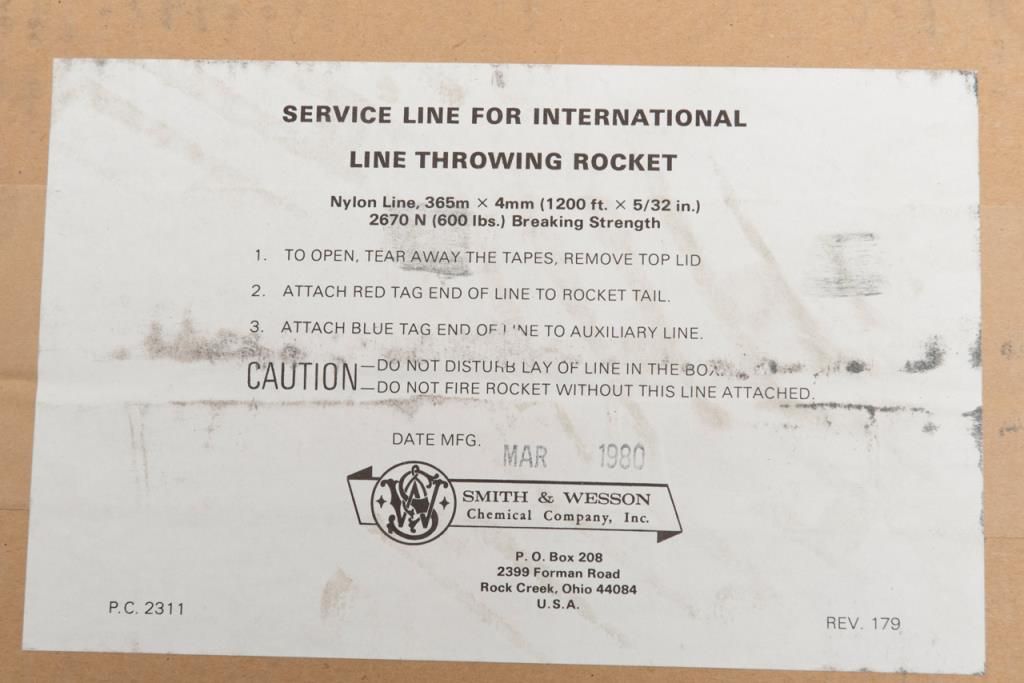 SERVICE LINE FOR INTERNATIONAL
LINE THROWING ROCKET
Nylon Line, 365m × 4mm (1200 ft. × 5/32 in.)
2670 N (600 lbs.) Breaking Strength
1. TO OPEN, TEAR AWAY THE TAPES, REMOVE TOP LID
2. ATTACH RED TAG END OF LINE TO ROCKET TAIL.
3. ATTACH BLUE TAG END OF LINE TO AUXILIARY LINE.
CAUTION —DO NOT DISTURB LAY OF LINE IN THE BOX.
—DO NOT FIRE ROCKET WITHOUT THIS LINE ATTACHED.
DATE MFG. MAR 1980
SMITH & WESSON
Chemical Company, Inc.
P. O. Box 208
2399 Forman Road
Rock Creek, Ohio 44084
U.S.A.
P.C. 2311
REV. 179